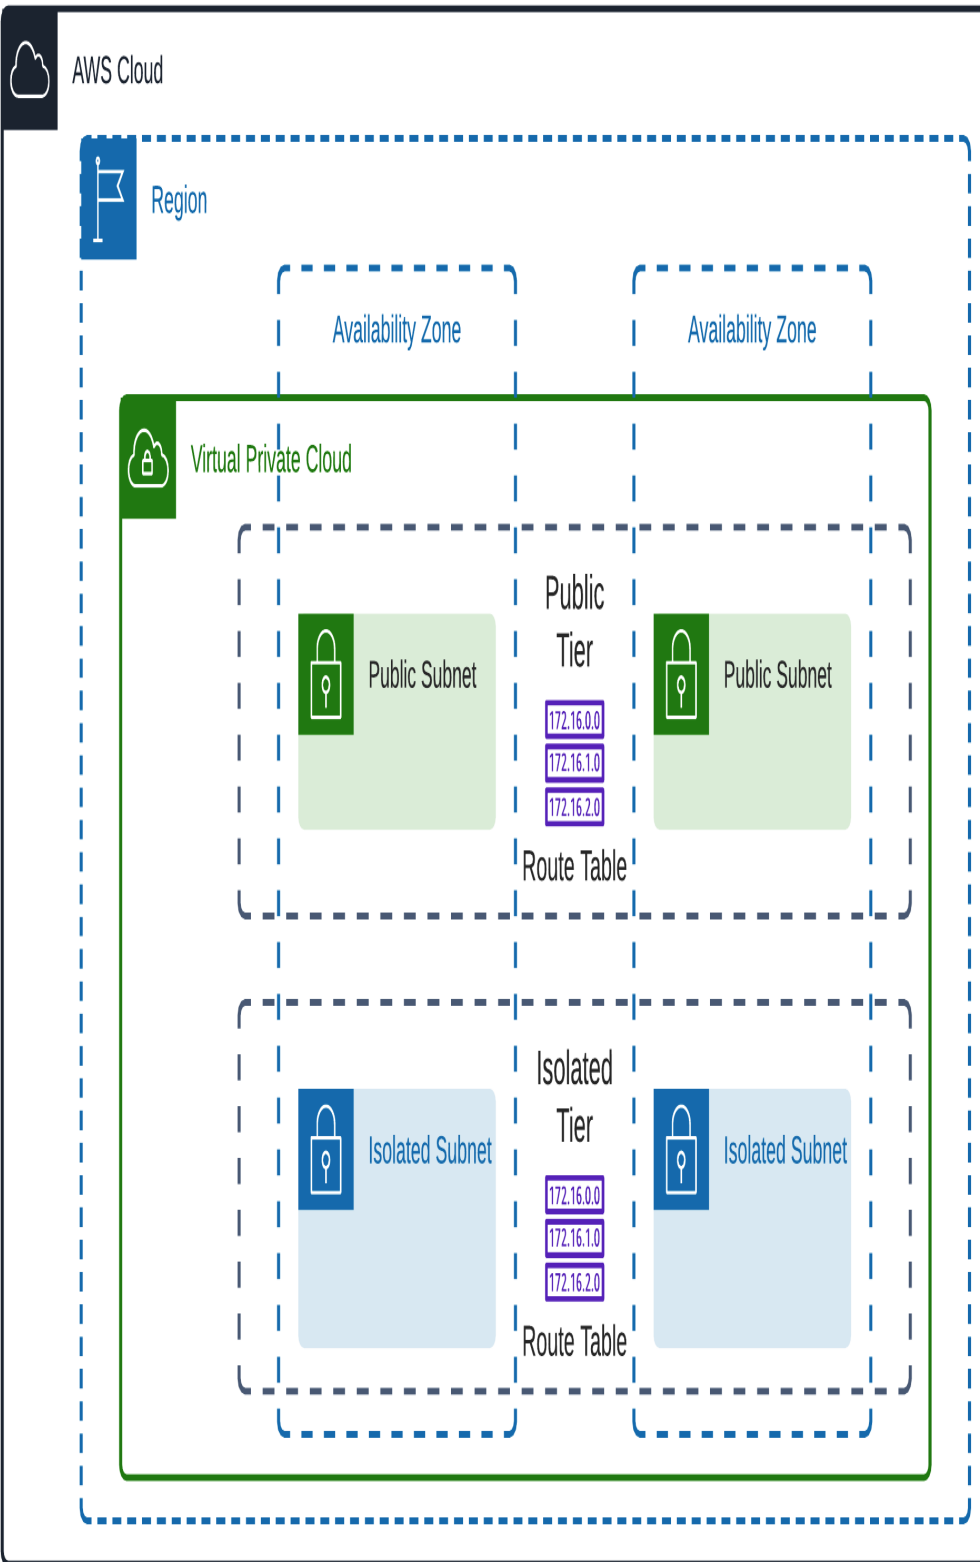 AWS Cloud
Region
Availability Zone
Availability Zone
Virtual Private Cloud
Public
Tier
Public Subnet
Public Subnet
172.16.0.0
172.16.1.0
172.16.2.0
Route Table
Isolated
Tier
Isolated Subnet
Isolated Subnet
172.16.0.0
172.16.1.0
172.16.2.0
Route Table